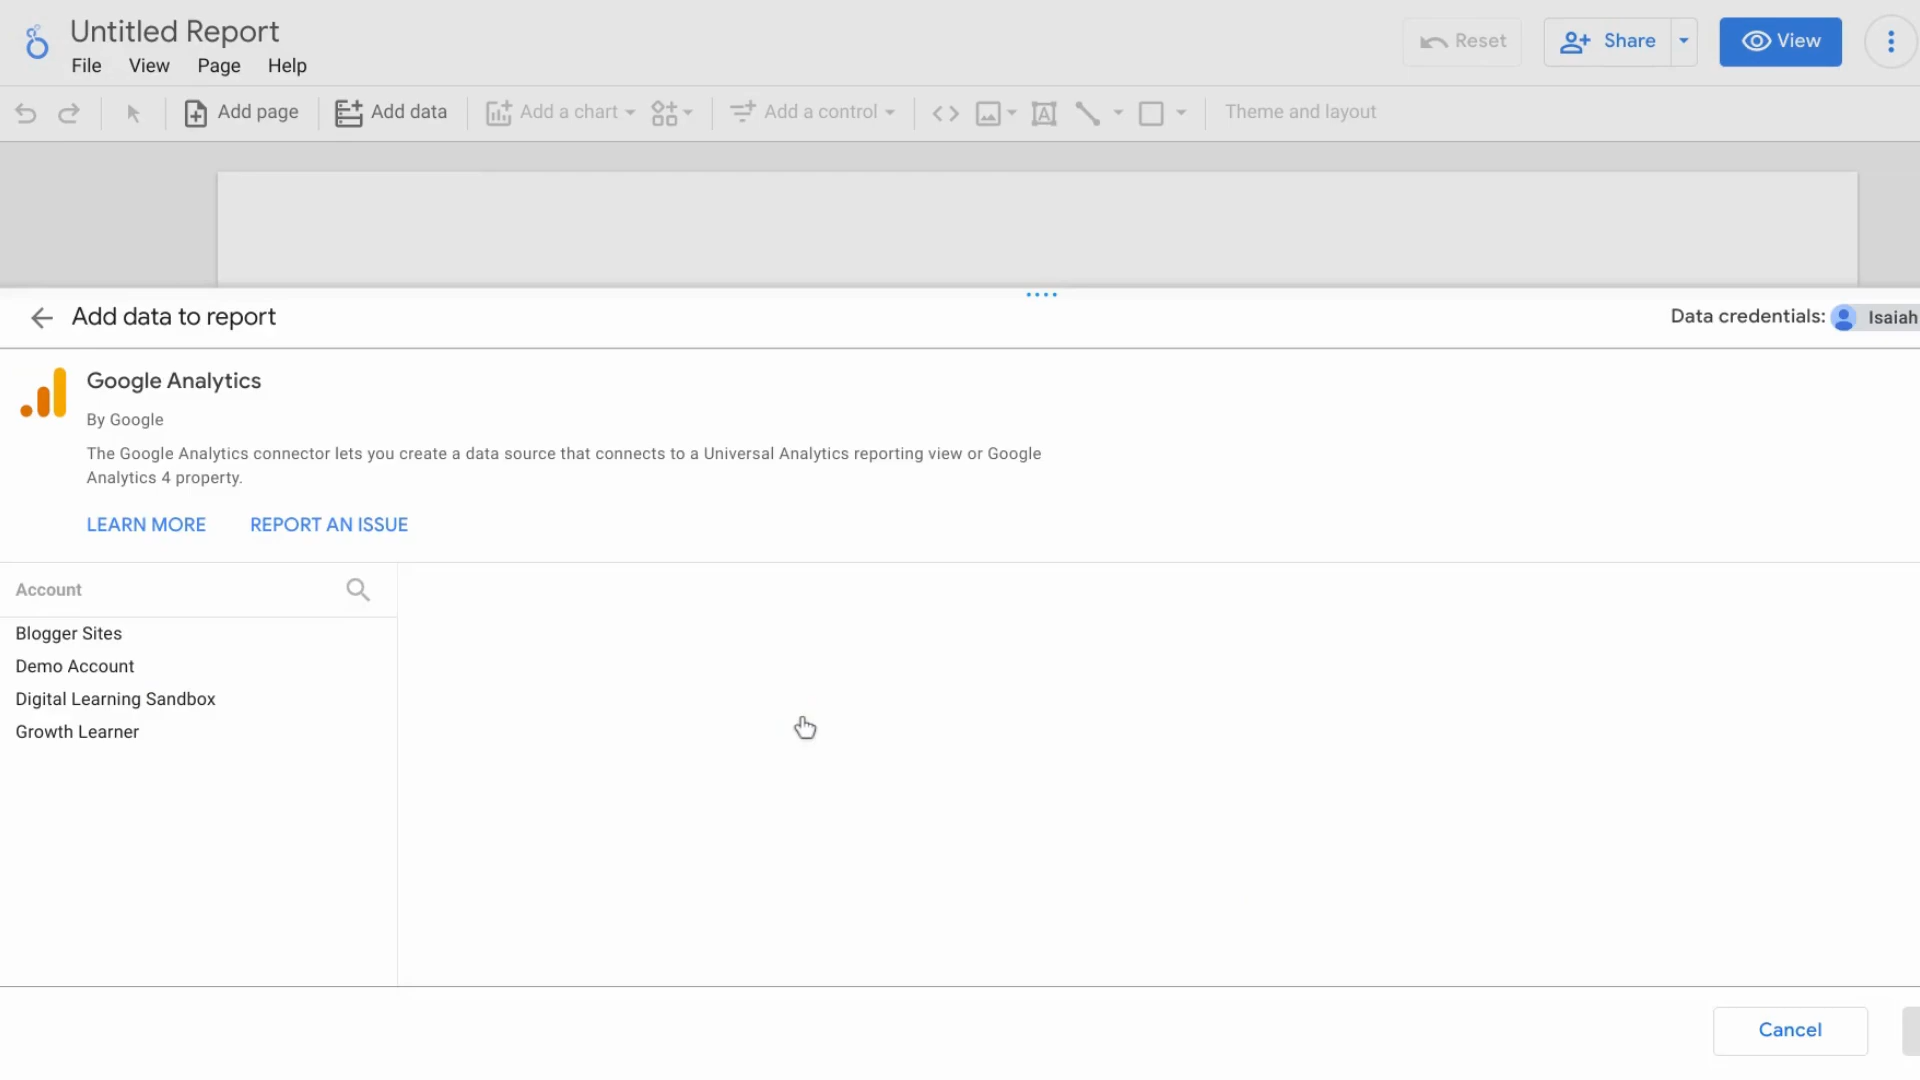 Untitled Report
File View Page Help
Reset Share View
Add page Add data Add a chart Add a control Theme and layout
Add data to report
Data credentials: Isaiah
Google Analytics
By Google
The Google Analytics connector lets you create a data source that connects to a Universal Analytics reporting view or Google
Analytics 4 property.
LEARN MORE REPORT AN ISSUE
Account
Blogger Sites
Demo Account
Digital Learning Sandbox
Growth Learner
Cancel